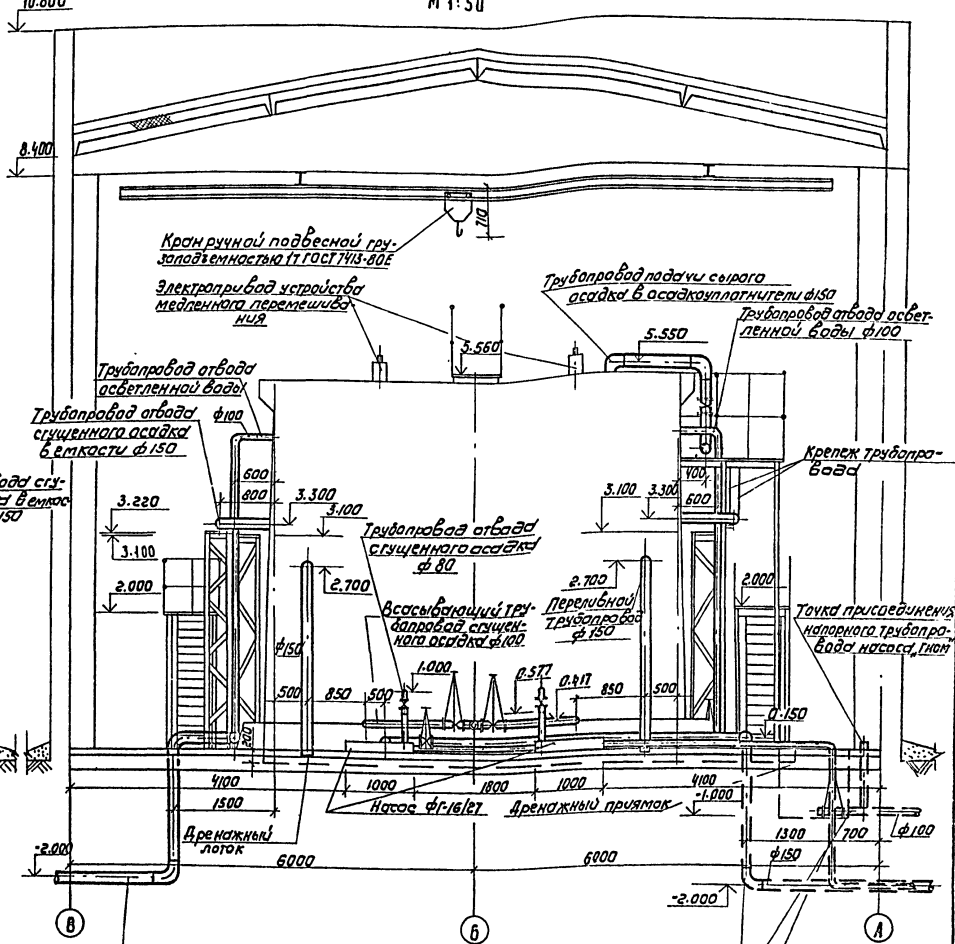 10.800
М 1:50
8.400
710
Кран ручной подвесной гру-
заподъемностью 1т ГОСТ 7413-80Е
Электропривод устройства
медленного перемешива-
ния
Трубопровод подачи сырого
осадка в осадкоуплотнители ф150
Трубопровод отвода освет-
ленной воды ф100
5.560
5.550
Трубопровод отвода
осветленной воды
ф100
Трубопровод отвода
сгущенного осадка
в емкости ф150
Крепеж трубопро-
вода
вода сгу-
а в емкос-
150
600
800
400
600
3.220
3.300
3.100
3.100
3.300
3.100
Трубопровод отвода
сгущенного осадка
ф80
2.000
2.700
2.700
2.000
Всасывающий тру-
бопровод сгущен-
ного осадка ф100
Переливной
трубопровод
ф150
Точка присоединения
напорного трубопро-
вода насоса „Гном"
ф150
1.000
0.577
0.417
500
850
500
850
500
0.150
200
4100
1000
1800
1000
4100
1500
Насос ФГ-16/27
Дренажный приямок
-1.000
Дренажный
лоток
1300
700
ф100
-2.000
6000
6000
ф150
-2.000
В
Б
А